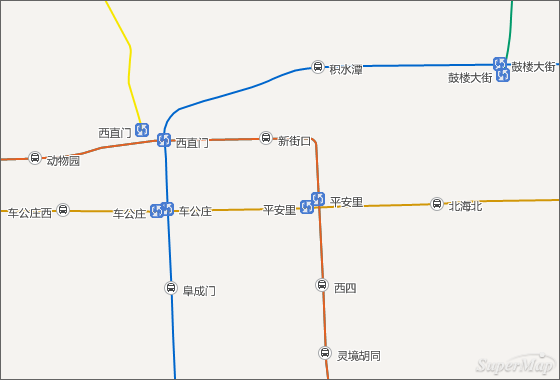 积水潭
鼓楼大街
鼓楼大街
西直门
西直门
新街口
动物园
平安里
北海北
车公庄西
车公庄
车公庄
平安里
阜成门
西四
灵境胡同
SuperMap